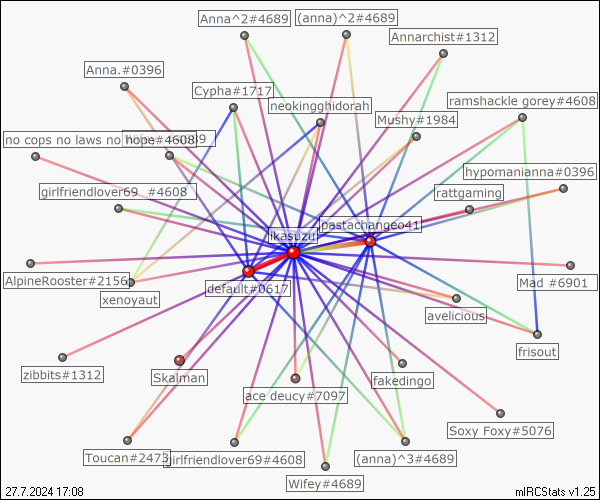 Anna^2#4689
(anna)^2#4689
Annarchist#1312
Anna.#0396
Cypha#1717
neokingghidorah
ramshackle gorey#4608
Mushy#1984
no cops no laws no hope#4608
hypomanianna#0396
girlfriendlover69_#4608
rattgaming
pastachangeo41
ikasuzu
AlpineRooster#2156
default#0617
Mad #6901
xenoyaut
avelicious
frisout
zibbits#1312
Skalman
fakedingo
ace deucy#7097
Soxy Foxy#5076
Toucan#2473
girlfriendlover69#4608
(anna)^3#4689
Wifey#4689
27.7.2024 17:08
mIRCStats v1.25